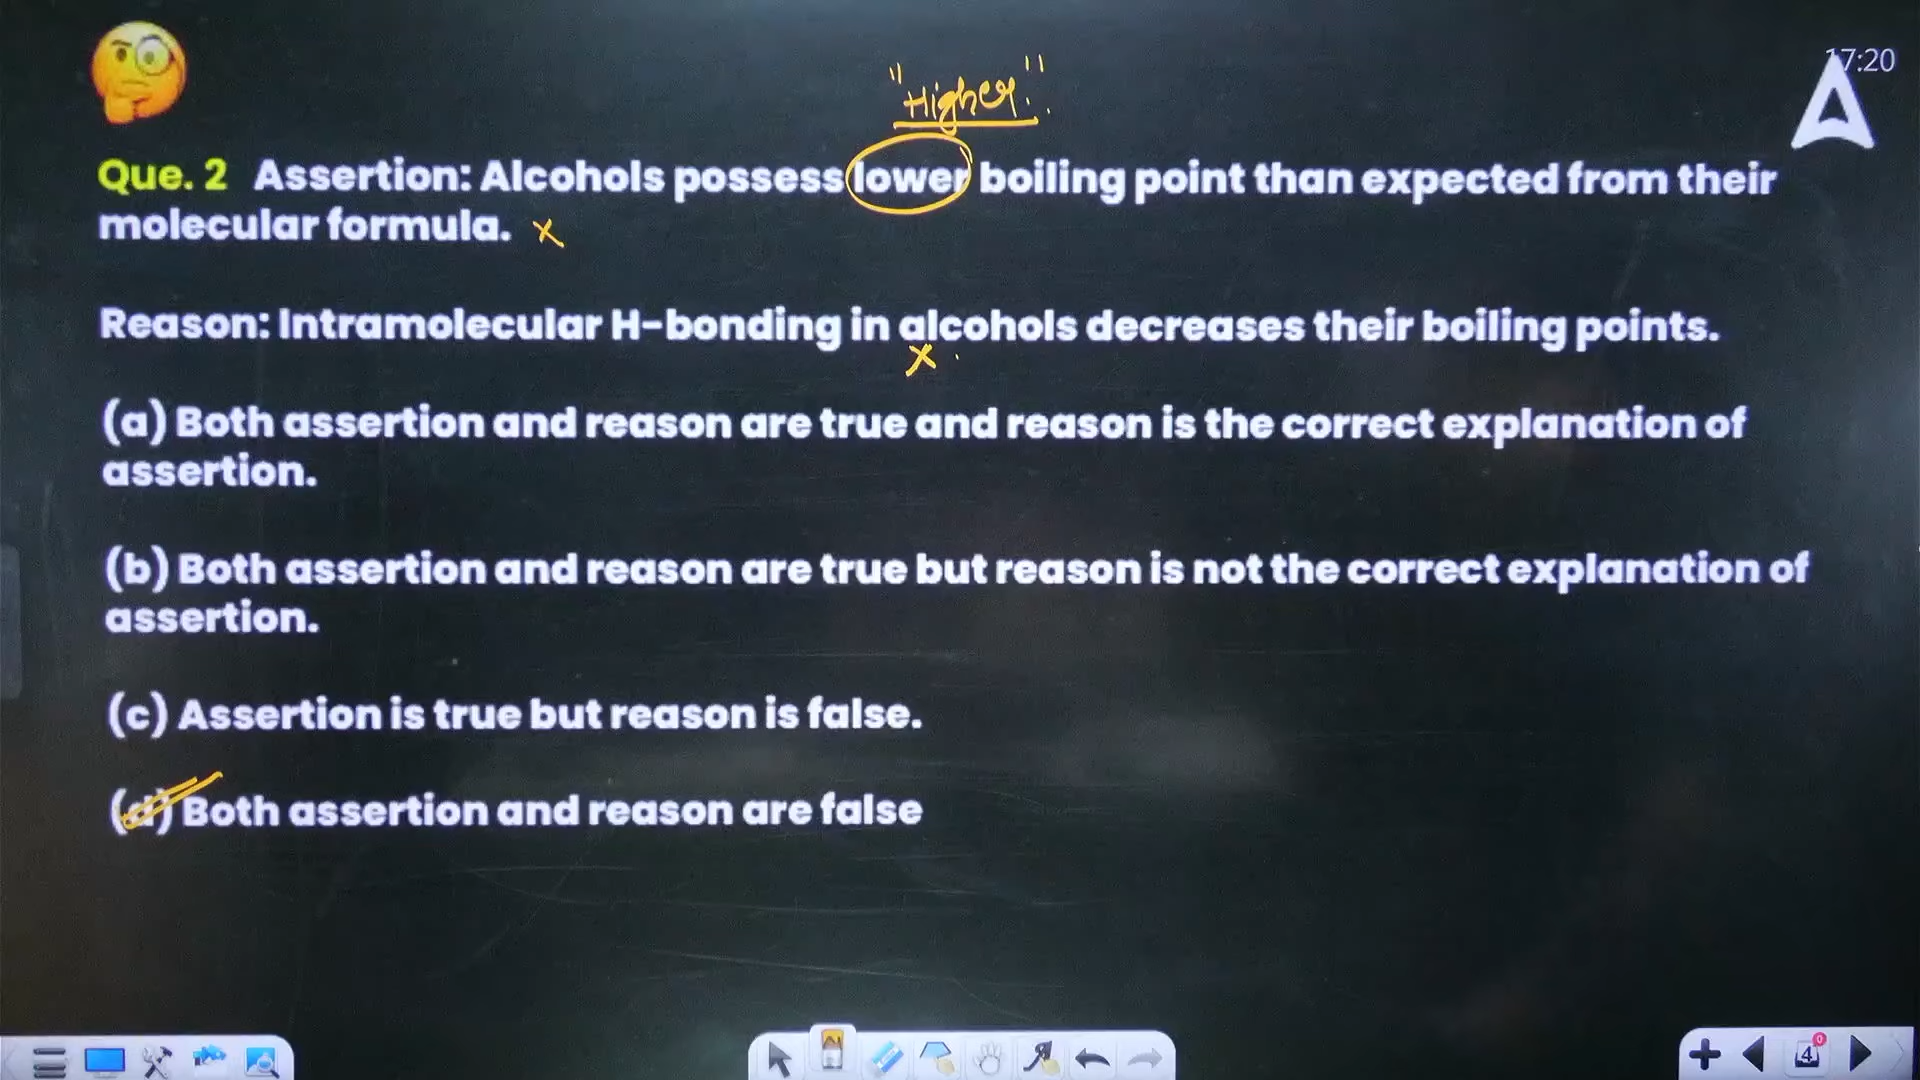 17:20
"Higher"
Que. 2 Assertion: Alcohols possess lower boiling point than expected from their
molecular formula. x
Reason: Intramolecular H-bonding in alcohols decreases their boiling points.
x
(a) Both assertion and reason are true and reason is the correct explanation of
assertion.
(b) Both assertion and reason are true but reason is not the correct explanation of
assertion.
(c) Assertion is true but reason is false.
(d) Both assertion and reason are false
4
0